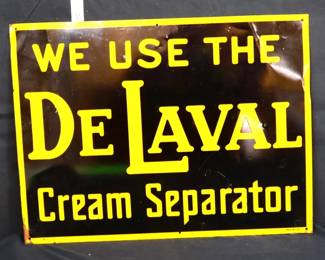 WE USE THE
DE LAVAL
Cream Separator